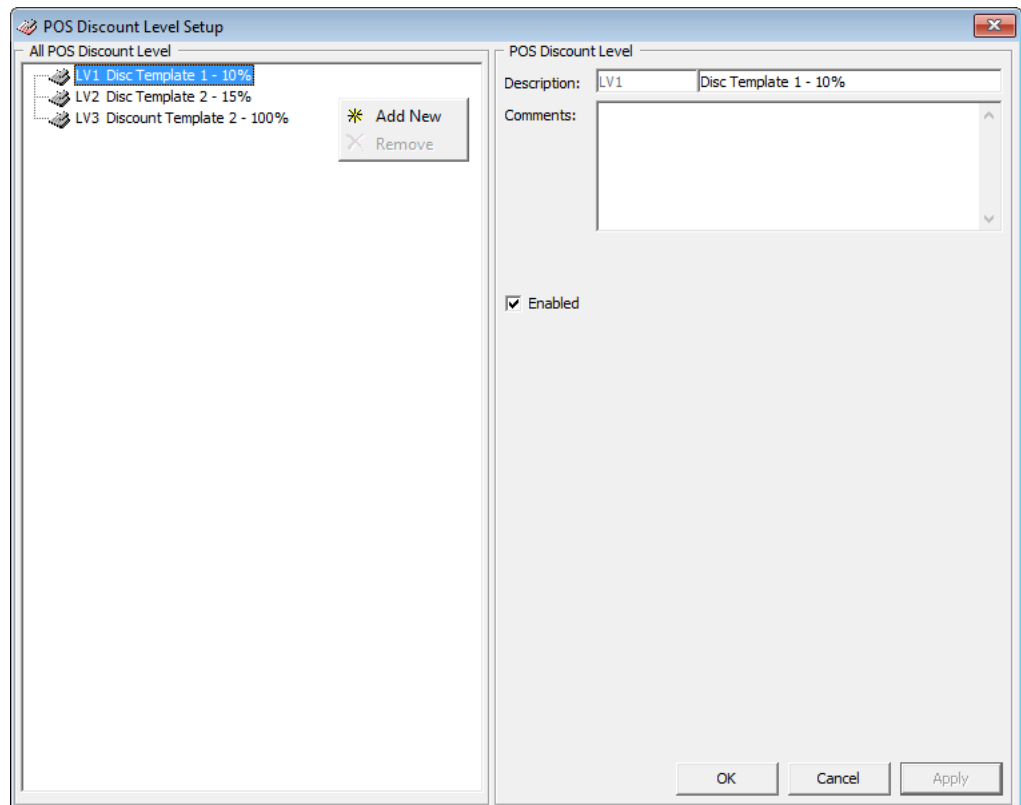 POS Discount Level Setup
All POS Discount Level
LV1 Disc Template 1 - 10%
LV2 Disc Template 2 - 15%
LV3 Discount Template 2 - 100%
Add New
Remove
POS Discount Level
Description: LV1 Disc Template 1 - 10%
Comments:
Enabled
OK Cancel Apply